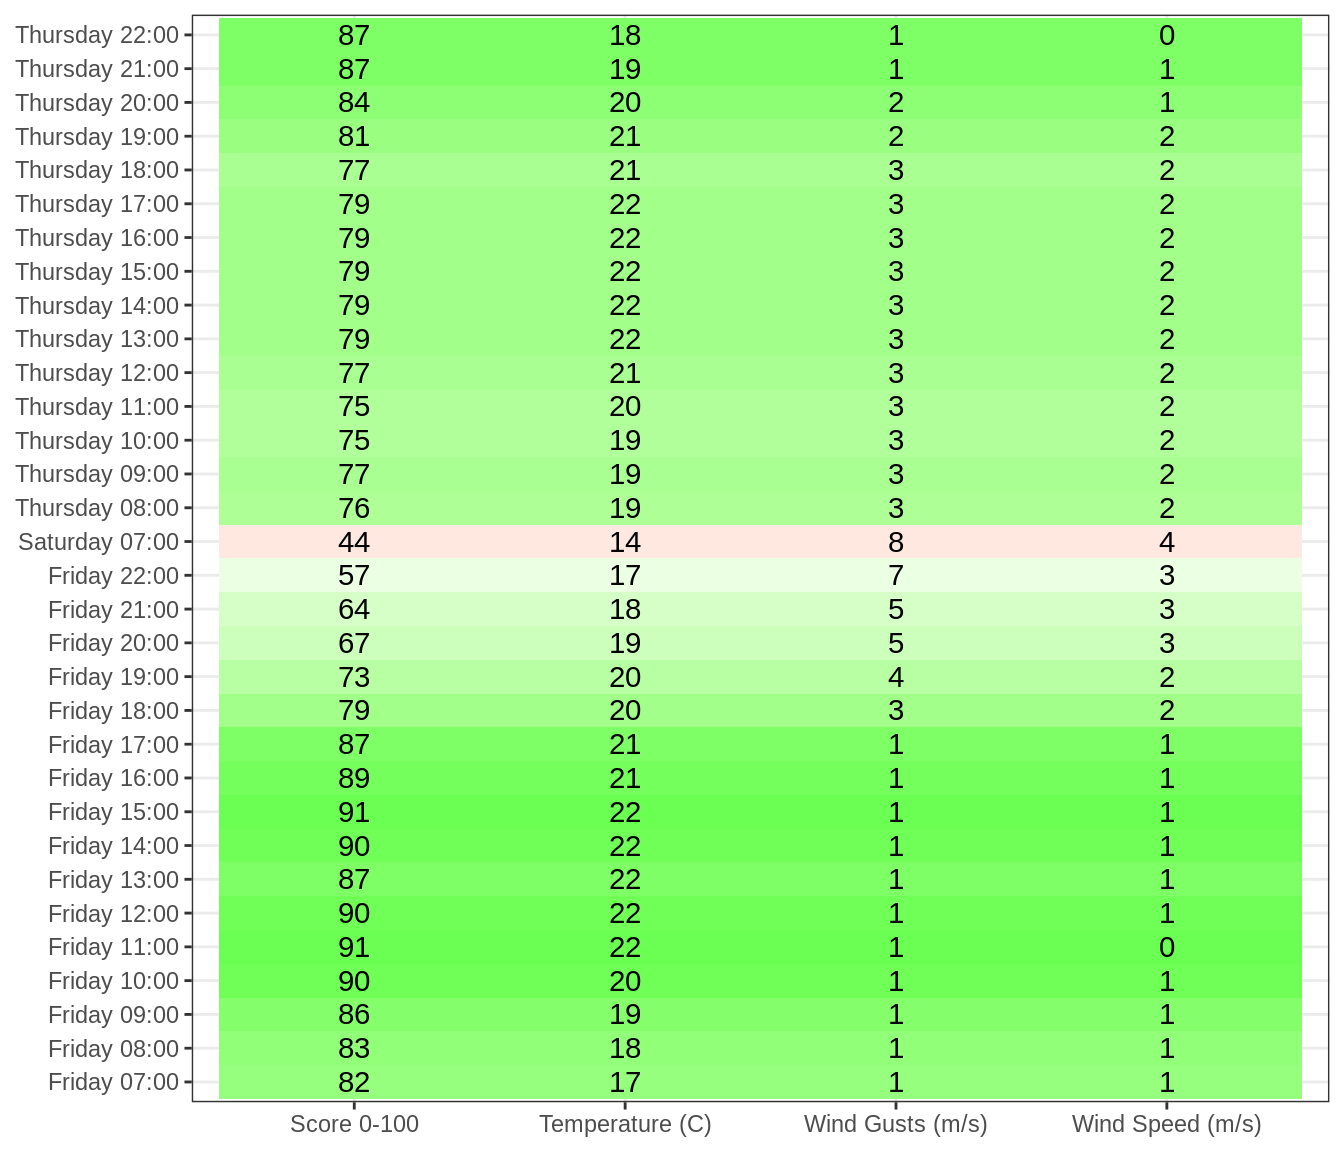 Thursday 22:00 87 18 1 0
Thursday 21:00 87 19 1 1
Thursday 20:00 84 20 2 1
Thursday 19:00 81 21 2 2
Thursday 18:00 77 21 3 2
Thursday 17:00 79 22 3 2
Thursday 16:00 79 22 3 2
Thursday 15:00 79 22 3 2
Thursday 14:00 79 22 3 2
Thursday 13:00 79 22 3 2
Thursday 12:00 77 21 3 2
Thursday 11:00 75 20 3 2
Thursday 10:00 75 19 3 2
Thursday 09:00 77 19 3 2
Thursday 08:00 76 19 3 2
Saturday 07:00 44 14 8 4
Friday 22:00 57 17 7 3
Friday 21:00 64 18 5 3
Friday 20:00 67 19 5 3
Friday 19:00 73 20 4 2
Friday 18:00 79 20 3 2
Friday 17:00 87 21 1 1
Friday 16:00 89 21 1 1
Friday 15:00 91 22 1 1
Friday 14:00 90 22 1 1
Friday 13:00 87 22 1 1
Friday 12:00 90 22 1 1
Friday 11:00 91 22 1 0
Friday 10:00 90 20 1 1
Friday 09:00 86 19 1 1
Friday 08:00 83 18 1 1
Friday 07:00 82 17 1 1
Score 0-100 Temperature (C) Wind Gusts (m/s) Wind Speed (m/s)